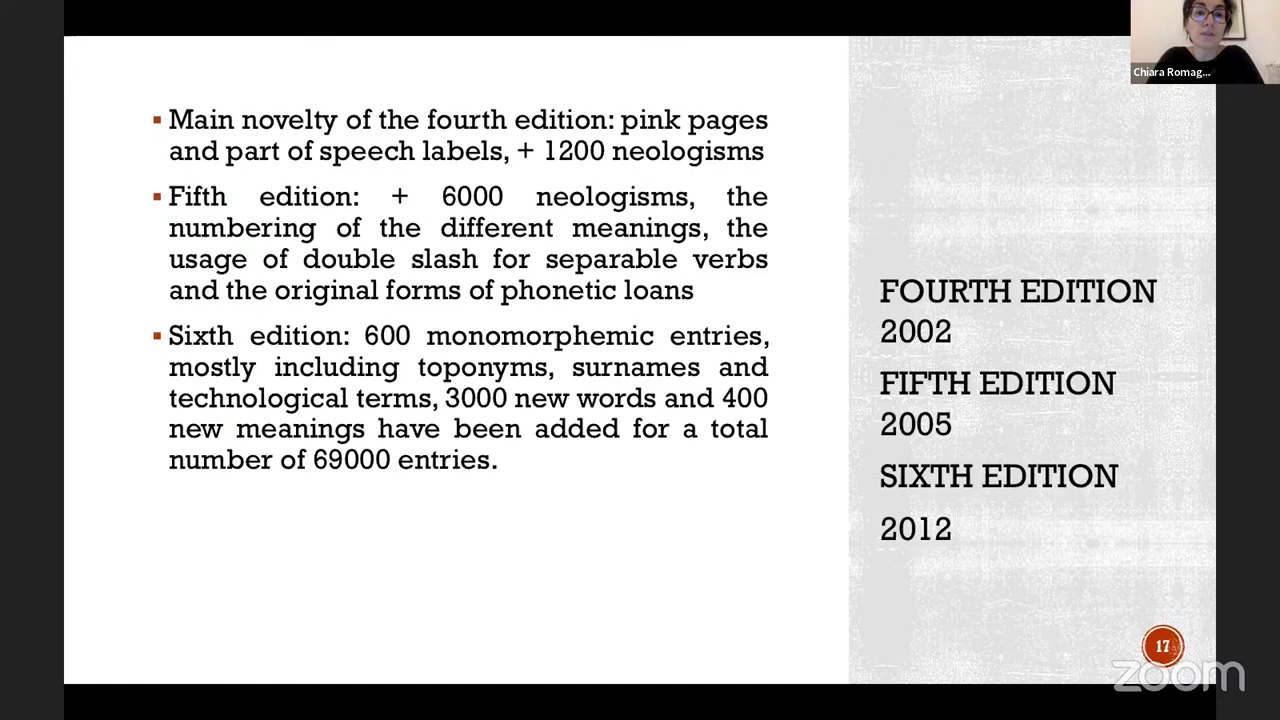 Chiara Romag...
▪ Main novelty of the fourth edition: pink pages
and part of speech labels, + 1200 neologisms
▪ Fifth edition: + 6000 neologisms, the
numbering of the different meanings, the
usage of double slash for separable verbs
and the original forms of phonetic loans
▪ Sixth edition: 600 monomorphemic entries,
mostly including toponyms, surnames and
technological terms, 3000 new words and 400
new meanings have been added for a total
number of 69000 entries.
FOURTH EDITION
2002
FIFTH EDITION
2005
SIXTH EDITION
2012
17
zoom